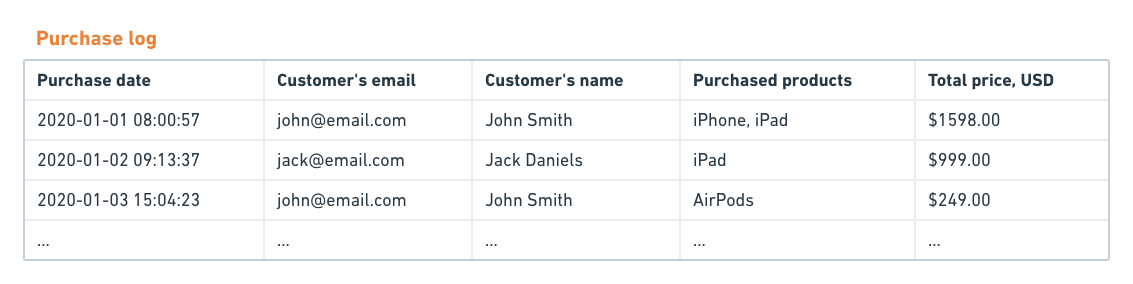 Purchase log
Purchase date Customer's email Customer's name Purchased products Total price, USD
2020-01-01 08:00:57 john@email.com John Smith iPhone, iPad $1598.00
2020-01-02 09:13:37 jack@email.com Jack Daniels iPad $999.00
2020-01-03 15:04:23 john@email.com John Smith AirPods $249.00
... ... ... ... ...